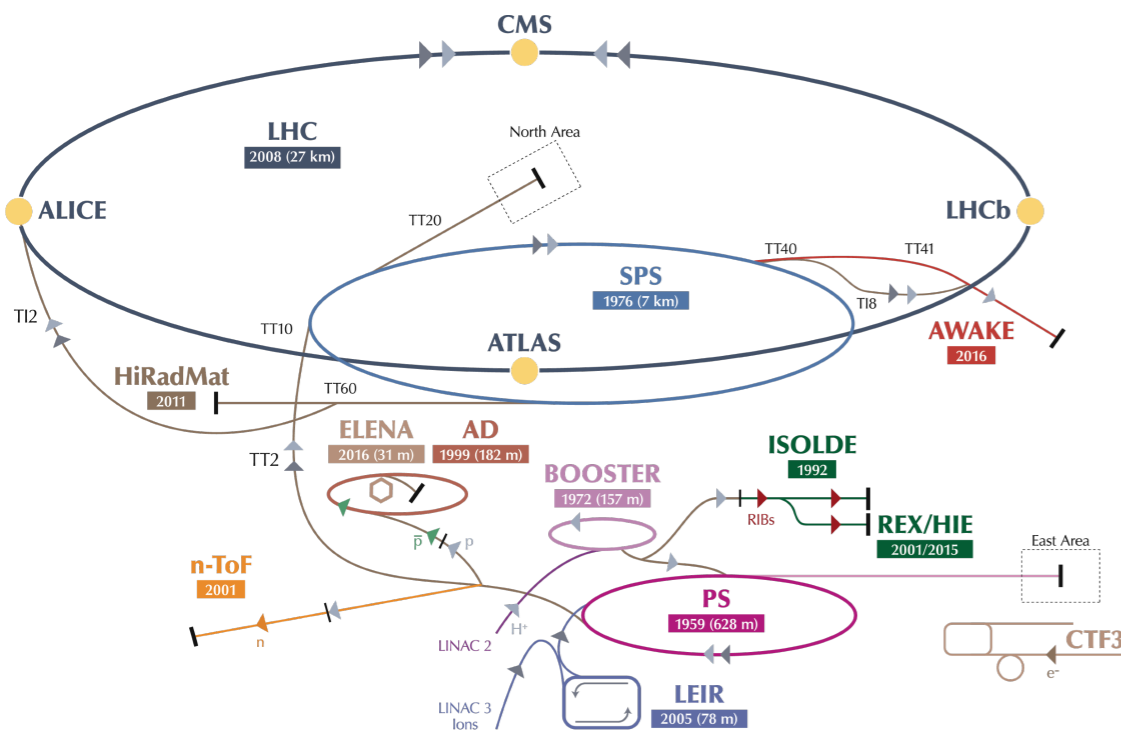 CMS
LHC
2008 (27 km)
North Area
ALICE
LHCb
TT20
TT40
TT41
SPS
1976 (7 km)
TI8
TI2
TT10
ATLAS
AWAKE
2016
HiRadMat
2011
TT60
ELENA
2016 (31 m)
AD
1999 (182 m)
TT2
ISOLDE
1992
BOOSTER
1972 (157 m)
RIBs
REX/HIE
2001/2015
p̅
p
East Area
n-ToF
2001
n
PS
1959 (628 m)
H⁺
LINAC 2
CTF3
e⁻
LEIR
2005 (78 m)
LINAC 3
Ions